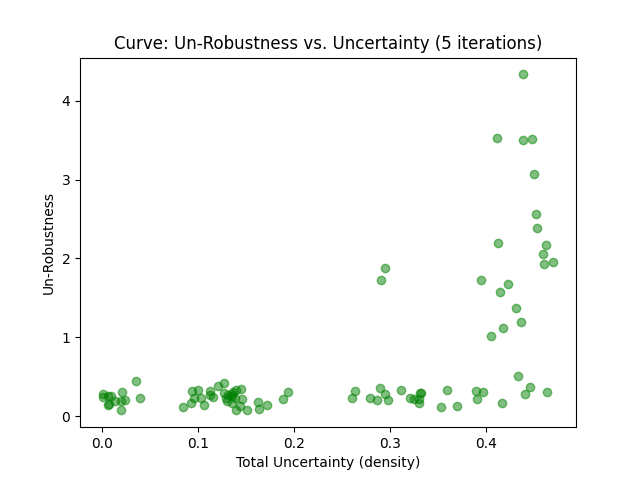 Curve: Un-Robustness vs. Uncertainty (5 iterations)
4
3
2
1
0
Un-Robustness
0.0 0.1 0.2 0.3 0.4
Total Uncertainty (density)